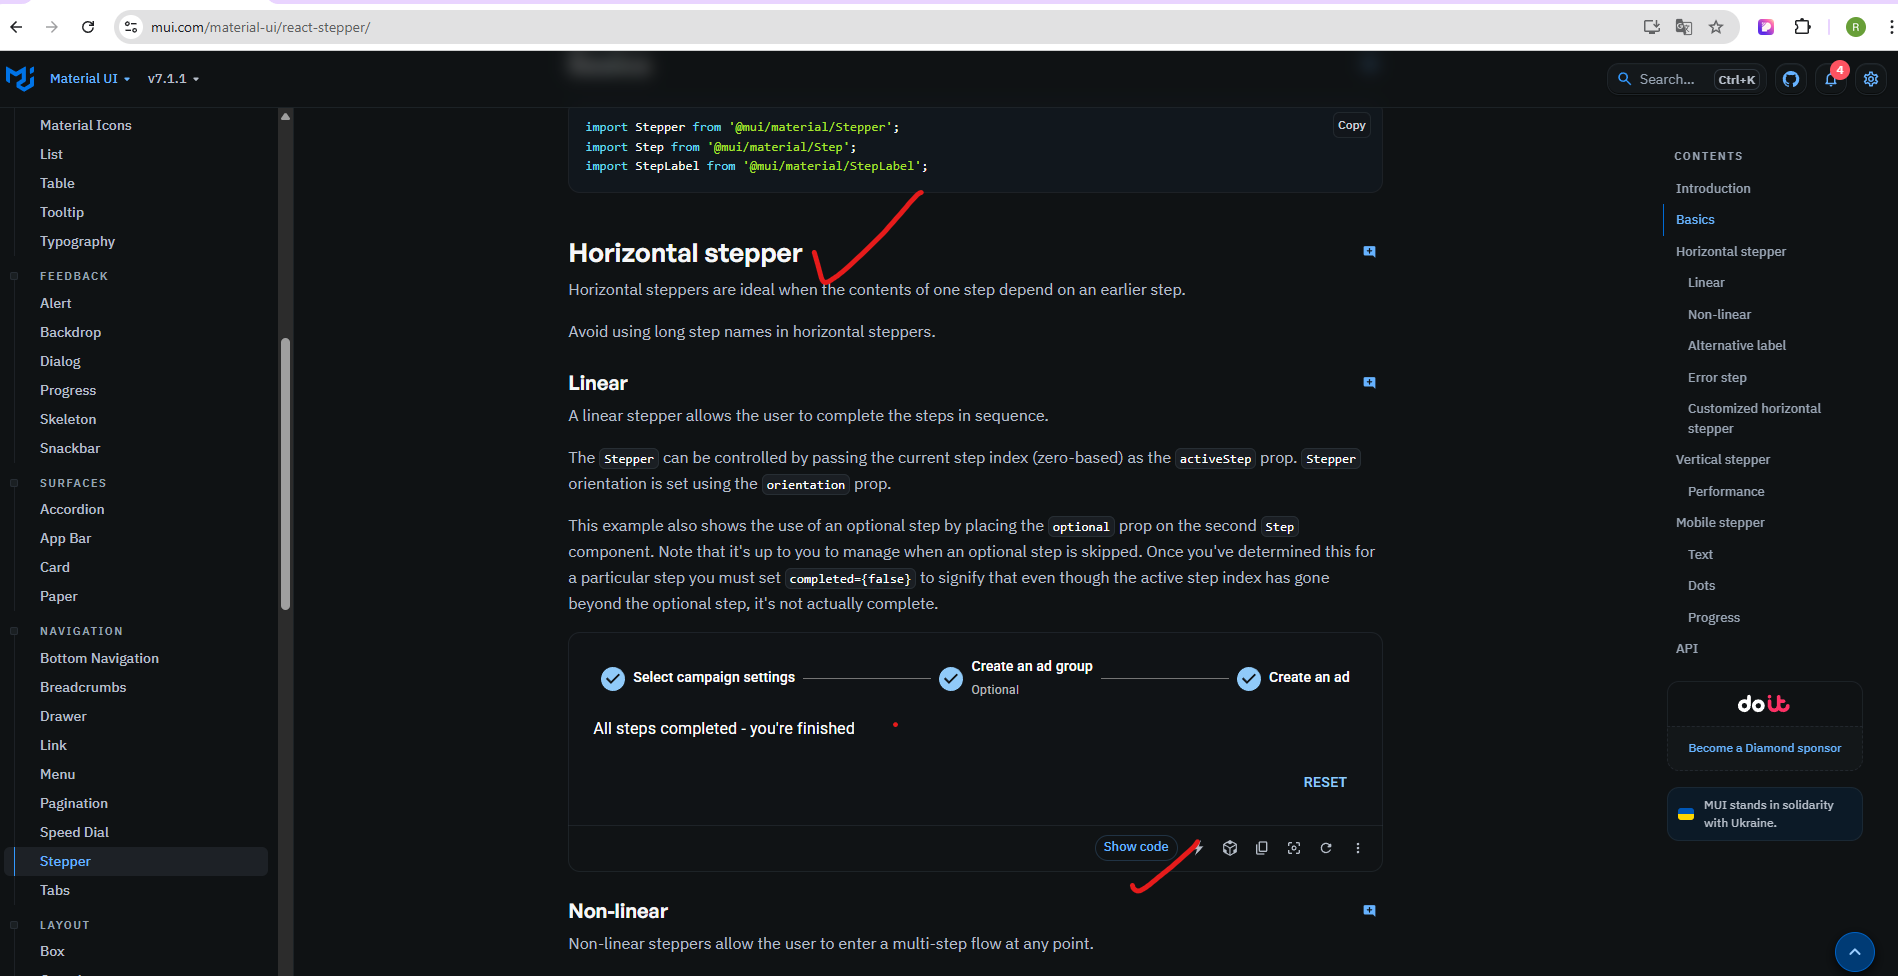 mui.com/material-ui/react-stepper/
R
Material UI
v7.1.1
Search...
Ctrl+K
4
Material Icons
List
Table
Tooltip
Typography
FEEDBACK
Alert
Backdrop
Dialog
Progress
Skeleton
Snackbar
SURFACES
Accordion
App Bar
Card
Paper
NAVIGATION
Bottom Navigation
Breadcrumbs
Drawer
Link
Menu
Pagination
Speed Dial
Stepper
Tabs
LAYOUT
Box
Basics
import Stepper from '@mui/material/Stepper';
import Step from '@mui/material/Step';
import StepLabel from '@mui/material/StepLabel';
Copy
Horizontal stepper
Horizontal steppers are ideal when the contents of one step depend on an earlier step.
Avoid using long step names in horizontal steppers.
Linear
A linear stepper allows the user to complete the steps in sequence.
The Stepper can be controlled by passing the current step index (zero-based) as the activeStep prop. Stepper
orientation is set using the orientation prop.
This example also shows the use of an optional step by placing the optional prop on the second Step
component. Note that it's up to you to manage when an optional step is skipped. Once you've determined this for
a particular step you must set completed={false} to signify that even though the active step index has gone
beyond the optional step, it's not actually complete.
Select campaign settings
Create an ad group
Optional
Create an ad
All steps completed - you're finished
RESET
Show code
Non-linear
Non-linear steppers allow the user to enter a multi-step flow at any point.
CONTENTS
Introduction
Basics
Horizontal stepper
Linear
Non-linear
Alternative label
Error step
Customized horizontal
stepper
Vertical stepper
Performance
Mobile stepper
Text
Dots
Progress
API
doit
Become a Diamond sponsor
MUI stands in solidarity
with Ukraine.